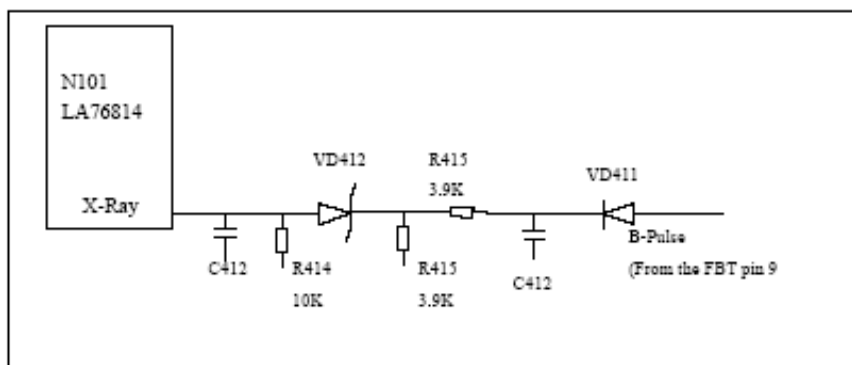 N101
LA76814
X-Ray
VD412
R415
3.9K
VD411
B-Pulse
(From the FBT pin 9
C412
R414
10K
R415
3.9K
C412